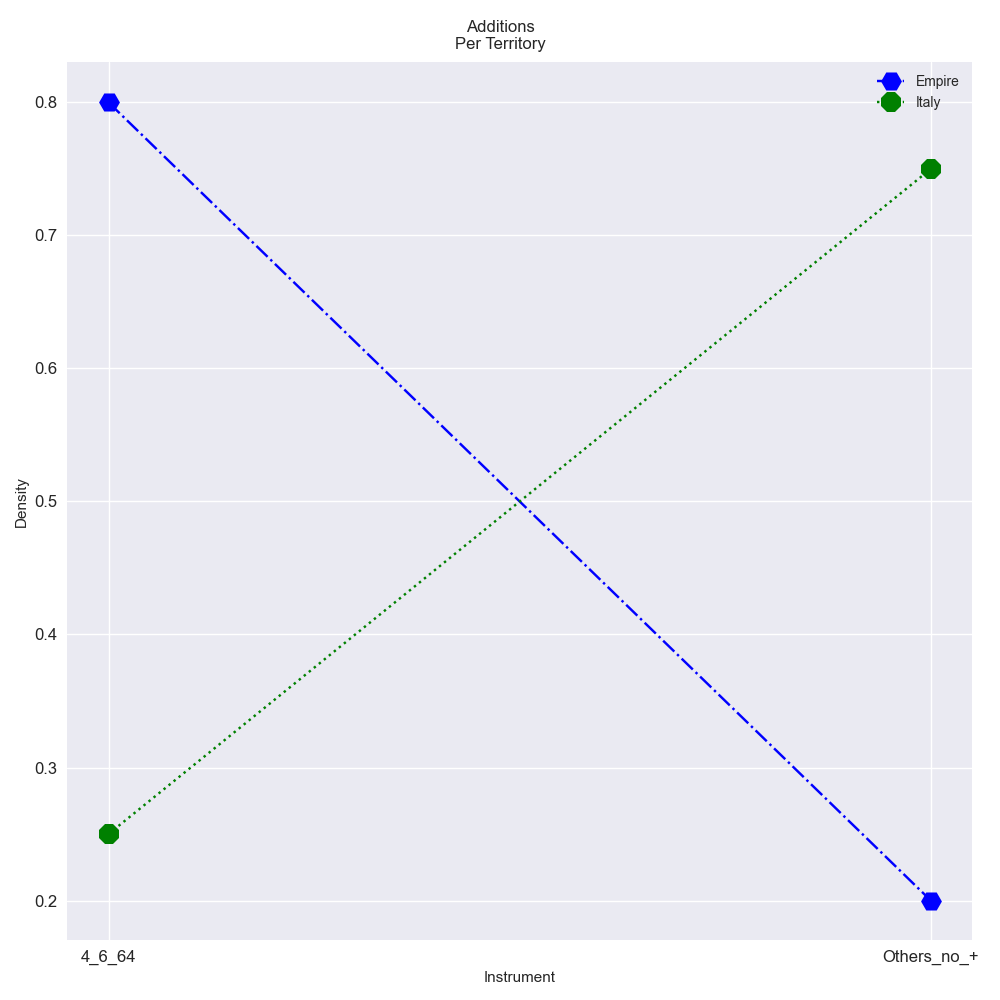 Additions
Per Territory
Empire
Italy
0.8
0.7
0.6
0.5
0.4
0.3
0.2
Density
4_6_64
Others_no_+
Instrument